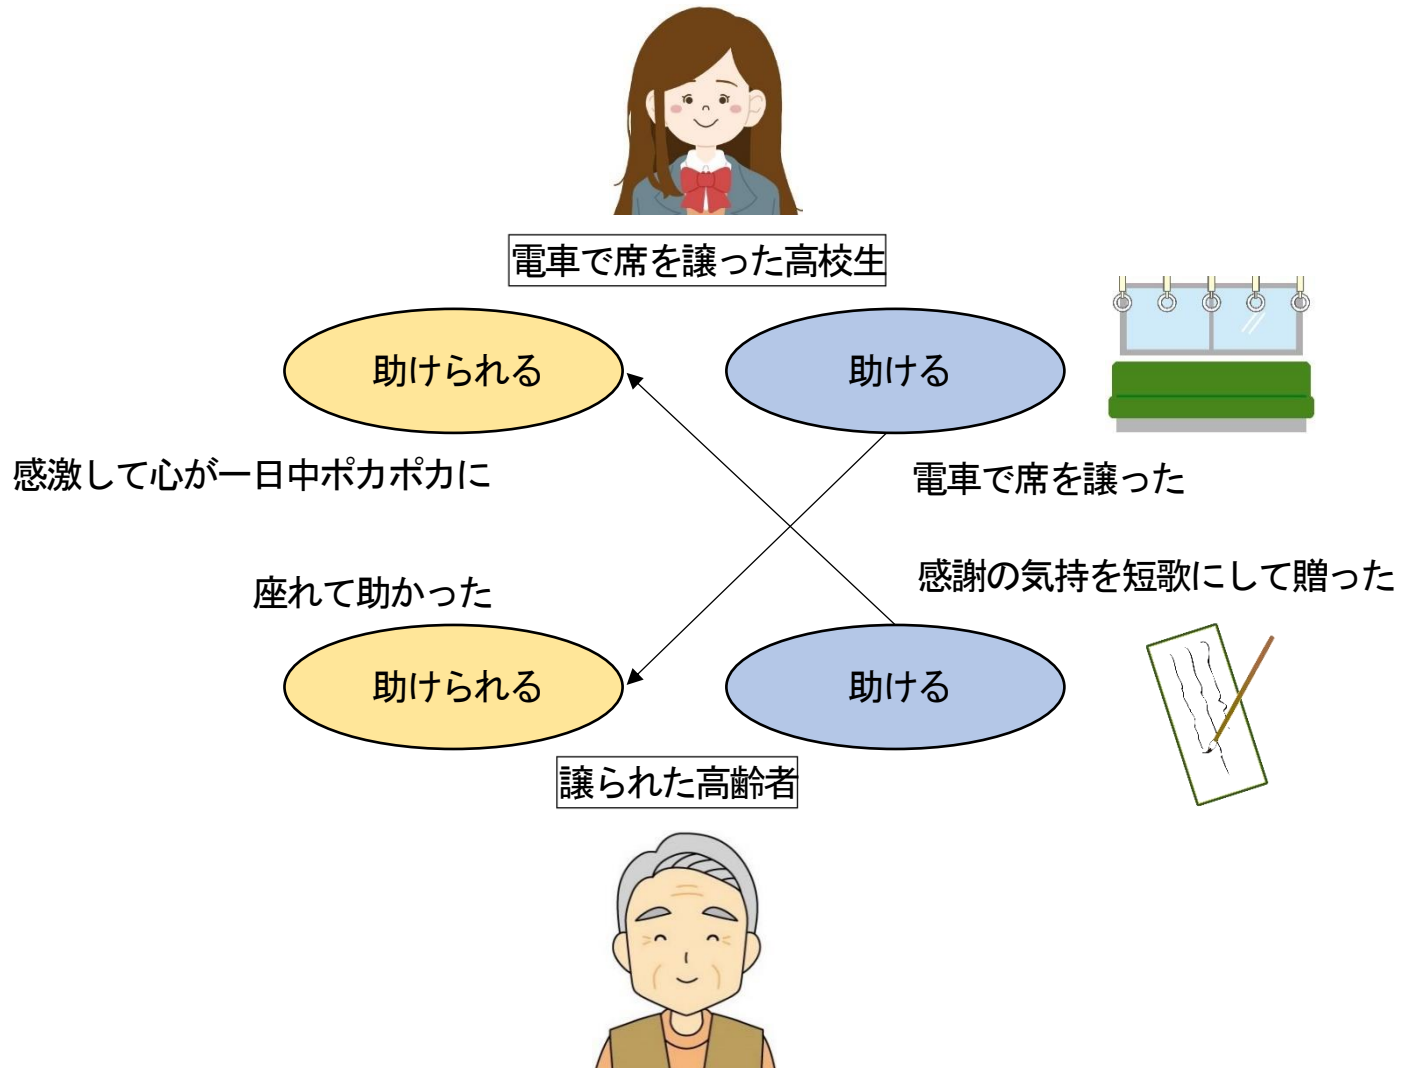 電車で席を譲った高校生
助けられる
助ける
感激して心が一日中ポカポカに
電車で席を譲った
座れて助かった
感謝の気持を短歌にして贈った
助けられる
助ける
譲られた高齢者